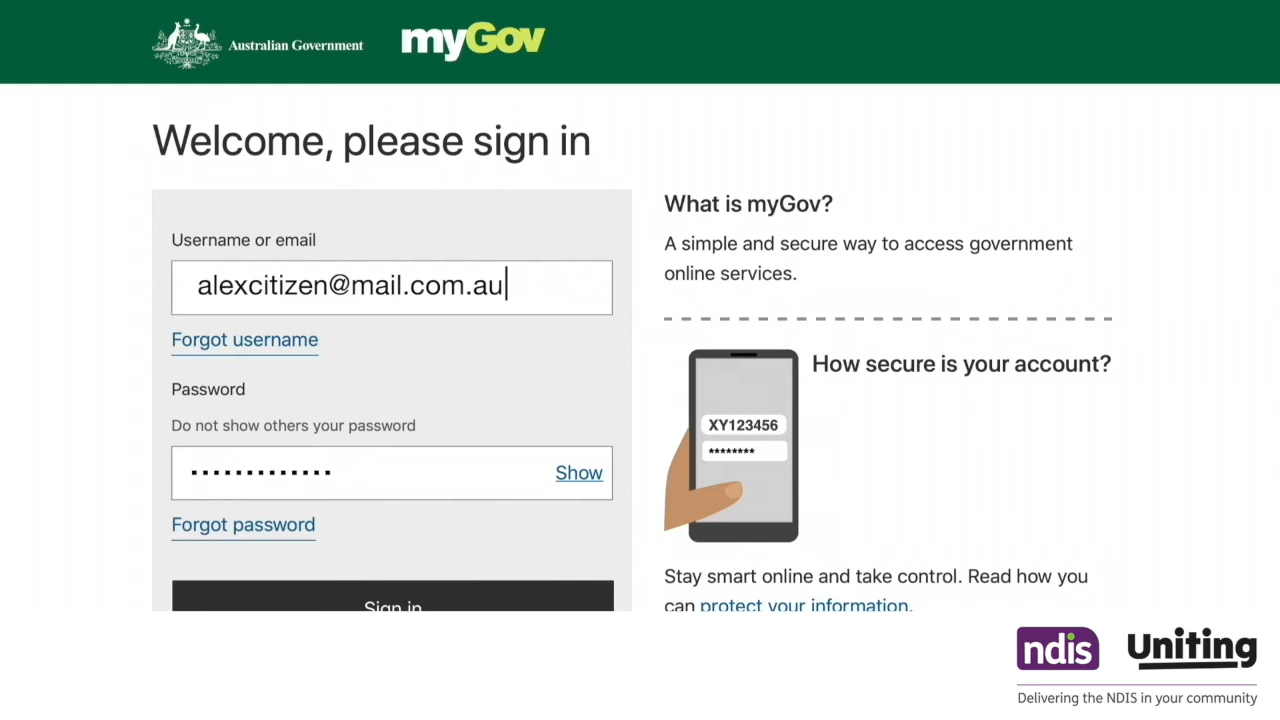 Australian Government
myGov
Welcome, please sign in
Username or email
alexcitizen@mail.com.au
Forgot username
Password
Do not show others your password
•••••••••••••
Show
Forgot password
Sign in
What is myGov?
A simple and secure way to access government
online services.
How secure is your account?
XY123456
********
Stay smart online and take control. Read how you
can protect your information.
ndis
Uniting
Delivering the NDIS in your community